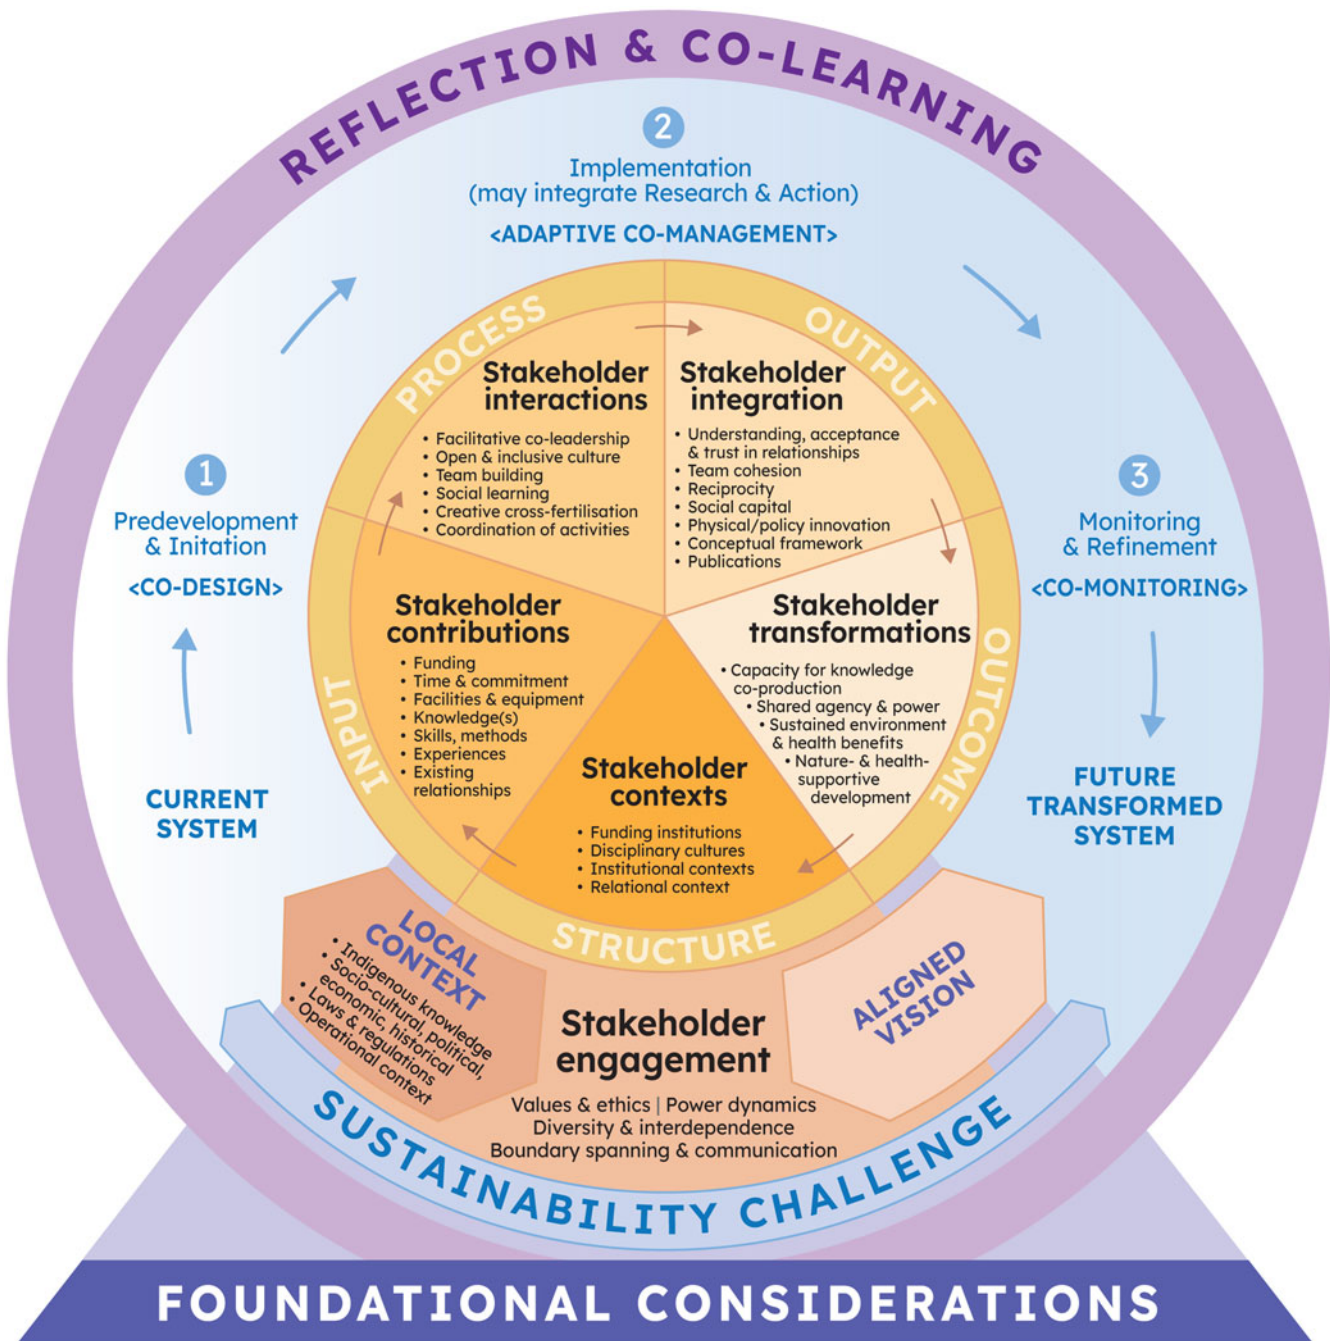 REFLECTION & CO-LEARNING
2
Implementation
(may integrate Research & Action)
<ADAPTIVE CO-MANAGEMENT>
1
Predevelopment
& Initation
<CO-DESIGN>
CURRENT
SYSTEM
3
Monitoring
& Refinement
<CO-MONITORING>
FUTURE
TRANSFORMED
SYSTEM
PROCESS
Stakeholder
interactions
• Facilitative co-leadership
• Open & inclusive culture
• Team building
• Social learning
• Creative cross-fertilisation
• Coordination of activities
OUTPUT
Stakeholder
integration
• Understanding, acceptance
& trust in relationships
• Team cohesion
• Reciprocity
• Social capital
• Physical/policy innovation
• Conceptual framework
• Publications
INPUT
Stakeholder
contributions
• Funding
• Time & commitment
• Facilities & equipment
• Knowledge(s)
• Skills, methods
• Experiences
• Existing
relationships
OUTCOME
Stakeholder
transformations
• Capacity for knowledge
co-production
• Shared agency & power
• Sustained environment
& health benefits
• Nature- & health-
supportive
development
Stakeholder
contexts
• Funding institutions
• Disciplinary cultures
• Institutional contexts
• Relational context
STRUCTURE
LOCAL
CONTEXT
• Indigenous knowledge
• Socio-cultural, political,
economic, historical
• Laws & regulations
• Operational context
ALIGNED
VISION
Stakeholder
engagement
Values & ethics | Power dynamics
Diversity & interdependence
Boundary spanning & communication
SUSTAINABILITY CHALLENGE
FOUNDATIONAL CONSIDERATIONS